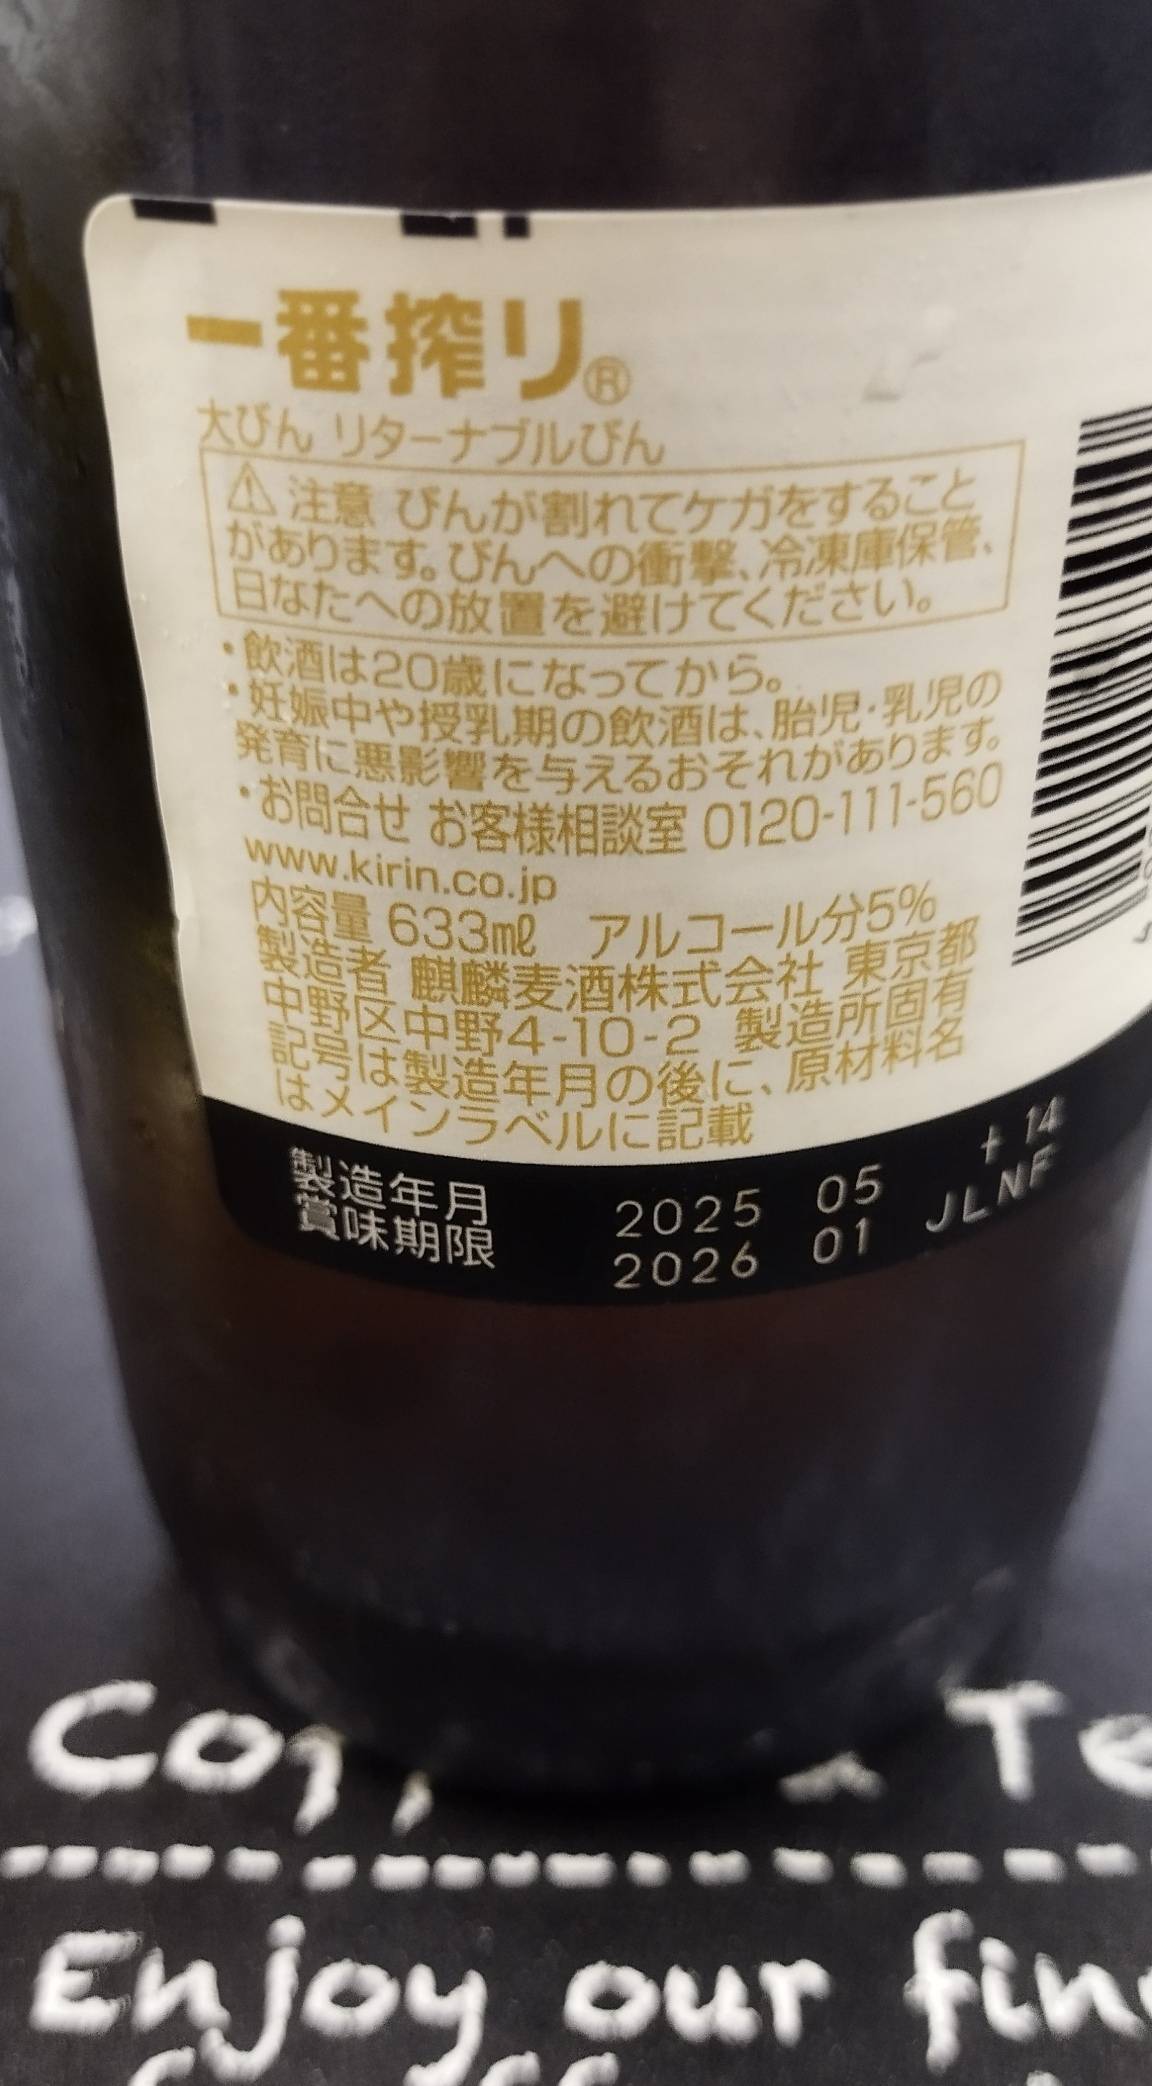 一番搾り®
大びん リターナブルびん
⚠ 注意 びんが割れてケガをすること
があります。びんへの衝撃、冷凍庫保管、
日なたへの放置を避けてください。
・飲酒は20歳になってから。
・妊娠中や授乳期の飲酒は、胎児・乳児の
発育に悪影響を与えるおそれがあります。
・お問合せ お客様相談室 0120-111-560
www.kirin.co.jp
内容量 633㎖ アルコール分5%
製造者 麒麟麦酒株式会社 東京都
中野区中野4-10-2 製造所固有
記号は製造年月の後に、原材料名
はメインラベルに記載
製造年月 2025 05 + 14
賞味期限 2026 01 JLNF
Enjoy our